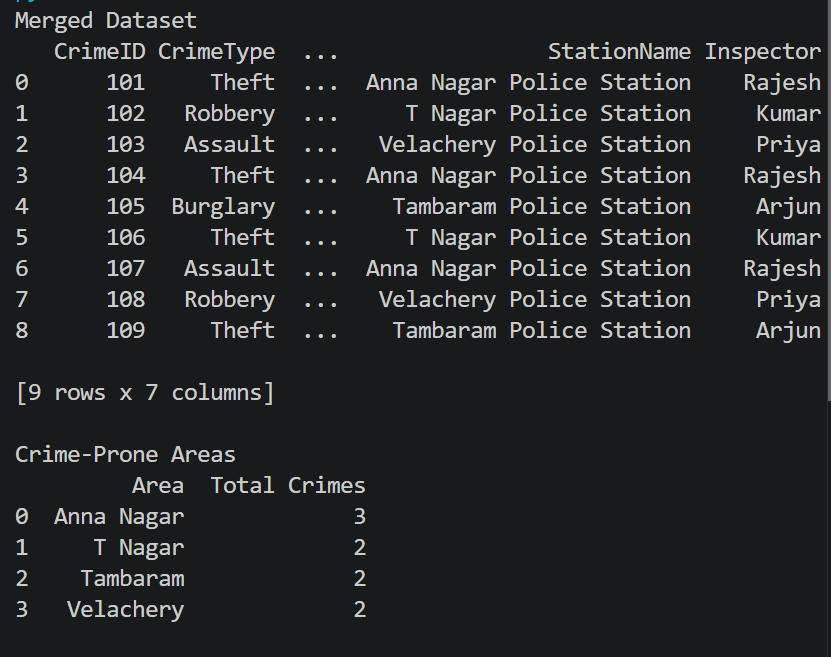 Merged Dataset
   CrimeID CrimeType  ...                StationName Inspector
0      101     Theft  ...  Anna Nagar Police Station    Rajesh
1      102   Robbery  ...     T Nagar Police Station     Kumar
2      103   Assault  ...   Velachery Police Station     Priya
3      104     Theft  ...  Anna Nagar Police Station    Rajesh
4      105  Burglary  ...    Tambaram Police Station     Arjun
5      106     Theft  ...     T Nagar Police Station     Kumar
6      107   Assault  ...  Anna Nagar Police Station    Rajesh
7      108   Robbery  ...   Velachery Police Station     Priya
8      109     Theft  ...    Tambaram Police Station     Arjun

[9 rows x 7 columns]

Crime-Prone Areas
         Area  Total Crimes
0  Anna Nagar             3
1     T Nagar             2
2    Tambaram             2
3   Velachery             2